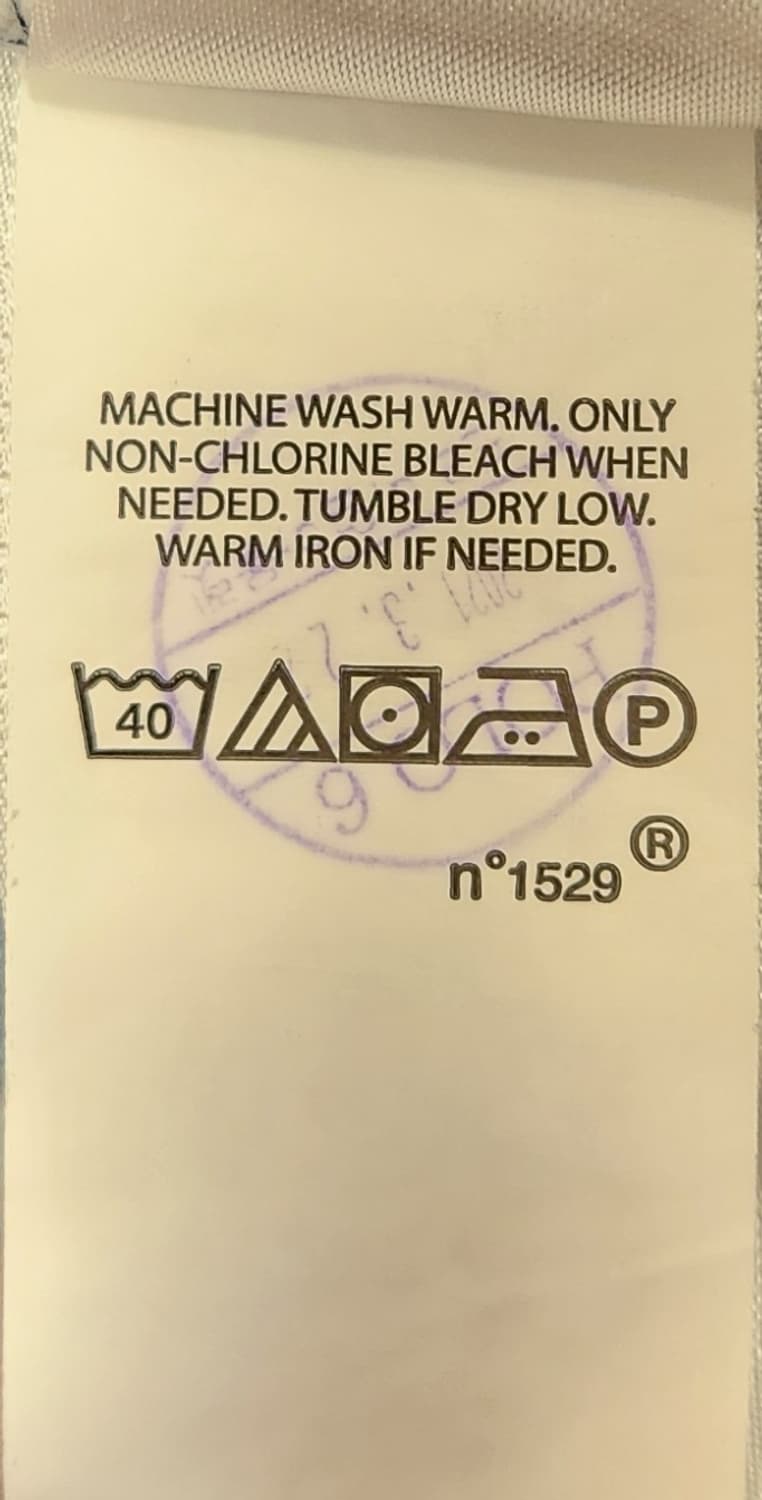 MACHINE WASH WARM. ONLY
NON-CHLORINE BLEACH WHEN
NEEDED. TUMBLE DRY LOW.
WARM IRON IF NEEDED.
40 P
®
n°1529